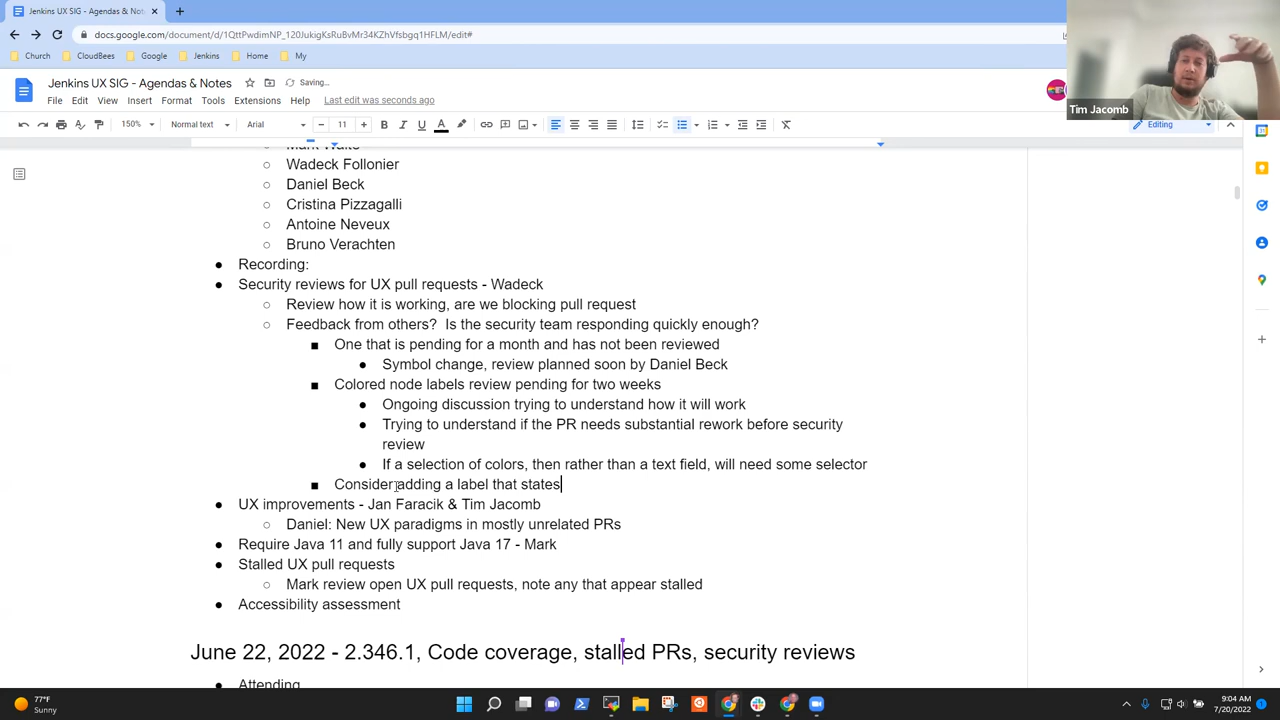 Jenkins UX SIG - Agendas & Not
docs.google.com/document/d/1QttPwdimNP_120JukigKsRuBvMr34KZhVfsbgq1HFLM/edit#
Church CloudBees Google Jenkins Home My
Jenkins UX SIG - Agendas & Notes Saving...
File Edit View Insert Format Tools Extensions Help Last edit was seconds ago
Tim Jacomb
150% Normal text Arial 11 Editing
Wadeck Follonier
Daniel Beck
Cristina Pizzagalli
Antoine Neveux
Bruno Verachten
Recording:
Security reviews for UX pull requests - Wadeck
Review how it is working, are we blocking pull request
Feedback from others? Is the security team responding quickly enough?
One that is pending for a month and has not been reviewed
Symbol change, review planned soon by Daniel Beck
Colored node labels review pending for two weeks
Ongoing discussion trying to understand how it will work
Trying to understand if the PR needs substantial rework before security
review
If a selection of colors, then rather than a text field, will need some selector
Consider adding a label that states
UX improvements - Jan Faracik & Tim Jacomb
Daniel: New UX paradigms in mostly unrelated PRs
Require Java 11 and fully support Java 17 - Mark
Stalled UX pull requests
Mark review open UX pull requests, note any that appear stalled
Accessibility assessment
June 22, 2022 - 2.346.1, Code coverage, stalled PRs, security reviews
Attending
77°F
Sunny
9:04 AM
7/20/2022